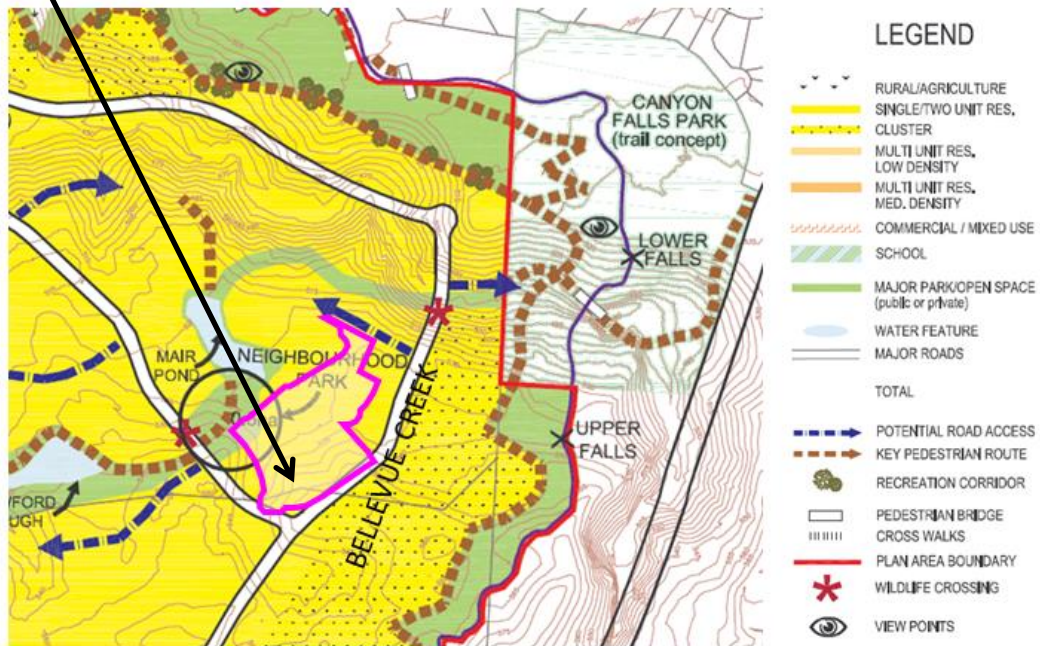 CANYON
FALLS PARK
(trail concept)
LOWER
FALLS
MAIR
POND
NEIGHBOURHOOD
PARK
UPPER
FALLS
BELLEVUE CREEK
LEGEND
RURAL/AGRICULTURE
SINGLE/TWO UNIT RES.
CLUSTER
MULTI UNIT RES.
LOW DENSITY
MULTI UNIT RES.
MED. DENSITY
COMMERCIAL / MIXED USE
SCHOOL
MAJOR PARK/OPEN SPACE
(public or private)
WATER FEATURE
MAJOR ROADS
TOTAL
POTENTIAL ROAD ACCESS
KEY PEDESTRIAN ROUTE
RECREATION CORRIDOR
PEDESTRIAN BRIDGE
CROSS WALKS
PLAN AREA BOUNDARY
WILDLIFE CROSSING
VIEW POINTS